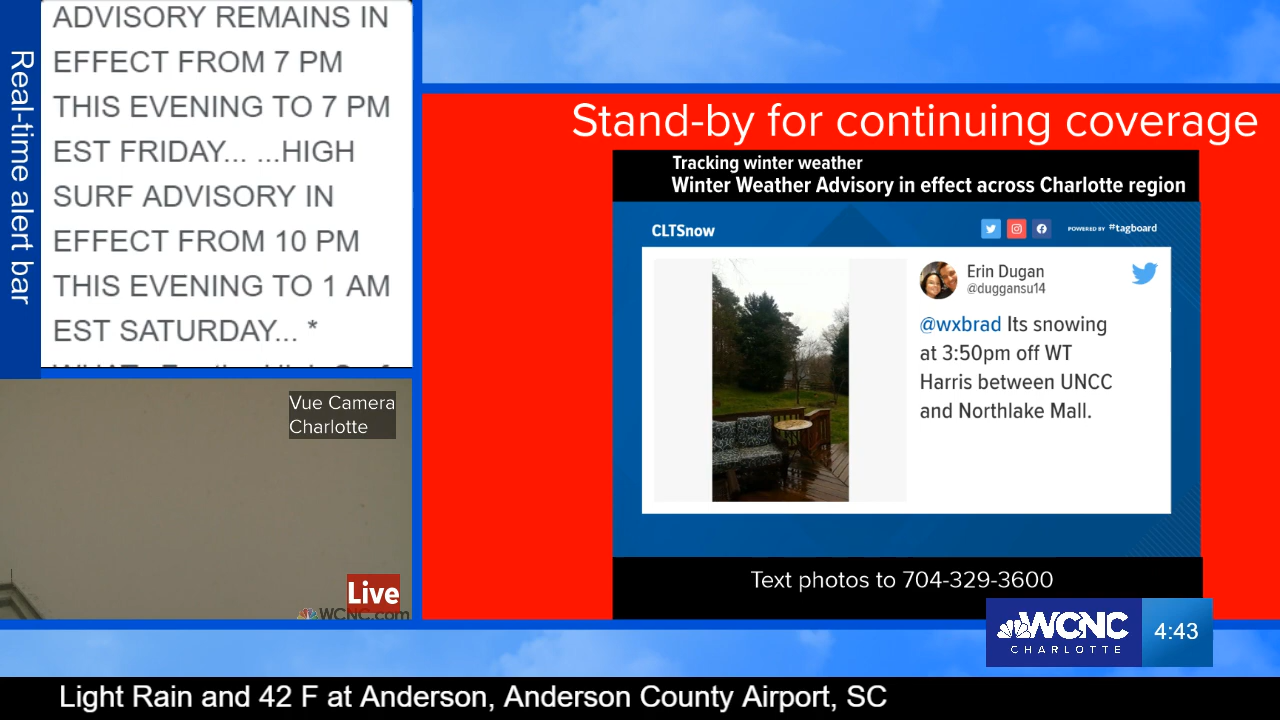 Real-time alert bar
ADVISORY REMAINS IN
EFFECT FROM 7 PM
THIS EVENING TO 7 PM
EST FRIDAY... ...HIGH
SURF ADVISORY IN
EFFECT FROM 10 PM
THIS EVENING TO 1 AM
EST SATURDAY... *
Vue Camera
Charlotte
Live
WCNC.com
Stand-by for continuing coverage
Tracking winter weather
Winter Weather Advisory in effect across Charlotte region
CLTSnow
POWERED BY #tagboard
Erin Dugan
@duggansu14
@wxbrad Its snowing
at 3:50pm off WT
Harris between UNCC
and Northlake Mall.
Text photos to 704-329-3600
WCNC
CHARLOTTE
4:43
Light Rain and 42 F at Anderson, Anderson County Airport, SC